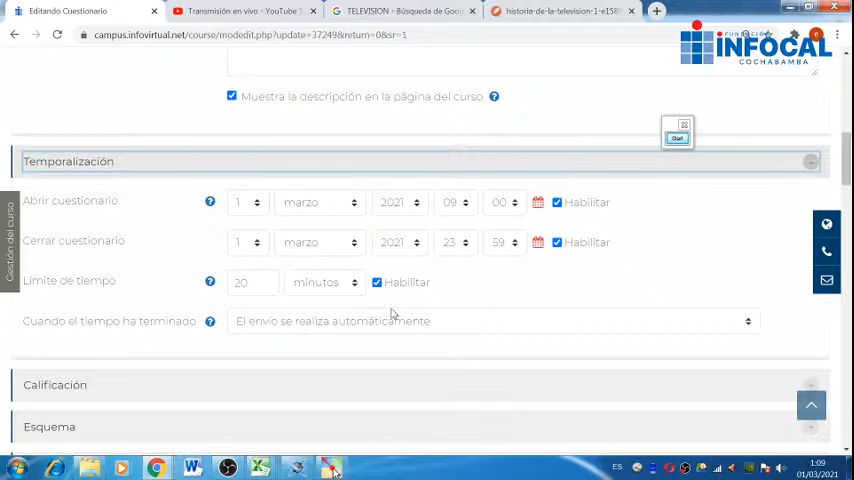 Editando Cuestionario
Transmisión en vivo - YouTube S
TELEVISION - Búsqueda de Goog
historia-de-la-television-1-e1589
campus.infovirtual.net/course/modedit.php?update=37249&return=0&sr=1
FUNDACIÓN
INFOCAL
COCHABAMBA
Muestra la descripción en la página del curso
Start
Temporalización
Gestión del curso
Abrir cuestionario 1 marzo 2021 09 00 Habilitar
Cerrar cuestionario 1 marzo 2021 23 59 Habilitar
Límite de tiempo 20 minutos Habilitar
Cuando el tiempo ha terminado El envío se realiza automáticamente
Calificación
Esquema
ES
1:09
01/03/2021